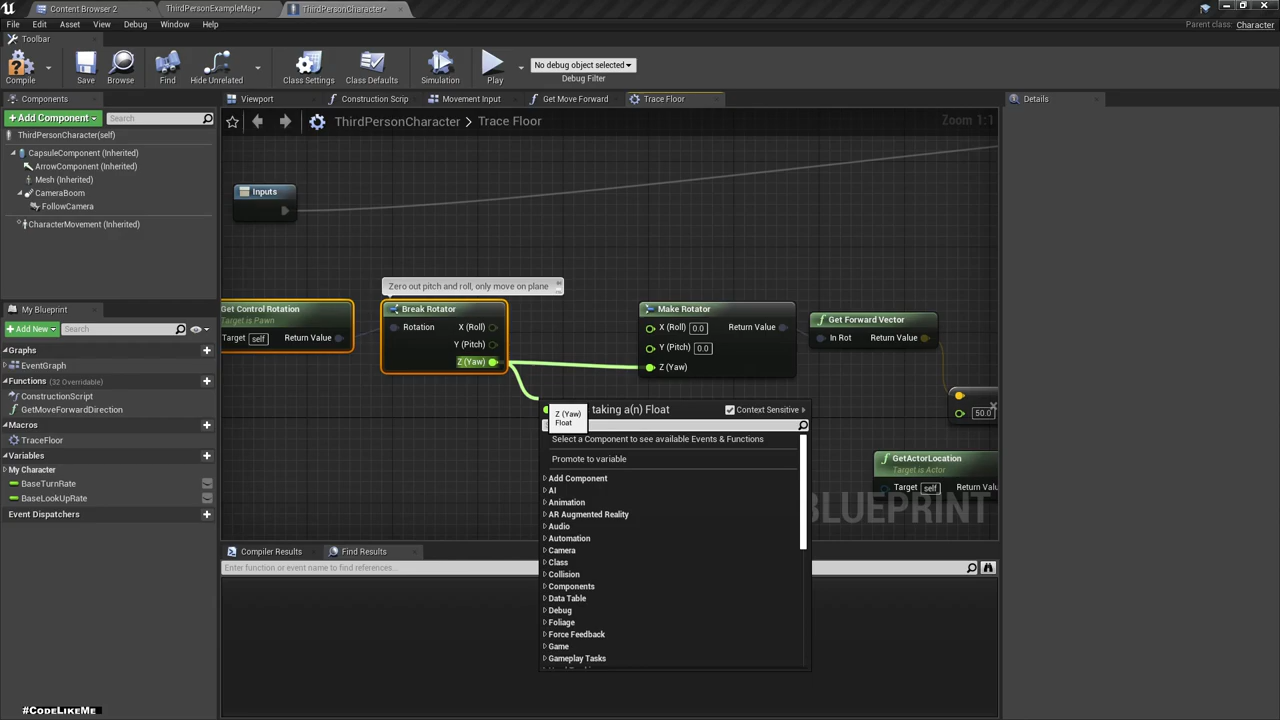 Content Browser 2
ThirdPersonExampleMap•
ThirdPersonCharacter•
File Edit Asset View Debug Window Help
Parent class: Character
Toolbar
Compile
Save
Browse
Find
Hide Unrelated
Class Settings
Class Defaults
Simulation
Play
No debug object selected
Debug Filter
Components
Viewport
Construction Scrip
Movement Input
Get Move Forward
Trace Floor
Details
+ Add Component
Search
ThirdPersonCharacter > Trace Floor
Zoom 1:1
ThirdPersonCharacter(self)
CapsuleComponent (Inherited)
ArrowComponent (Inherited)
Mesh (Inherited)
CameraBoom
FollowCamera
CharacterMovement (Inherited)
Inputs
Zero out pitch and roll, only move on plane
Get Control Rotation
Target is Pawn
Target self
Return Value
Break Rotator
Rotation
X (Roll)
Y (Pitch)
Z (Yaw)
Make Rotator
X (Roll) 0.0
Return Value
Y (Pitch) 0.0
Z (Yaw)
Get Forward Vector
In Rot
Return Value
50.0
GetActorLocation
Target is Actor
Target self
Return Valu
BLUEPRINT
My Blueprint
+ Add New
Search
Graphs
EventGraph
Functions (32 Overridable)
ConstructionScript
GetMoveForwardDirection
Macros
TraceFloor
Variables
My Character
BaseTurnRate
BaseLookUpRate
Event Dispatchers
Z (Yaw)
Float
taking a(n) Float
Context Sensitive
Select a Component to see available Events & Functions
Promote to variable
Add Component
AI
Animation
AR Augmented Reality
Audio
Automation
Camera
Class
Collision
Components
Data Table
Debug
Foliage
Force Feedback
Game
Gameplay Tasks
Compiler Results
Find Results
Enter function or event name to find references...
#CodeLikeMe